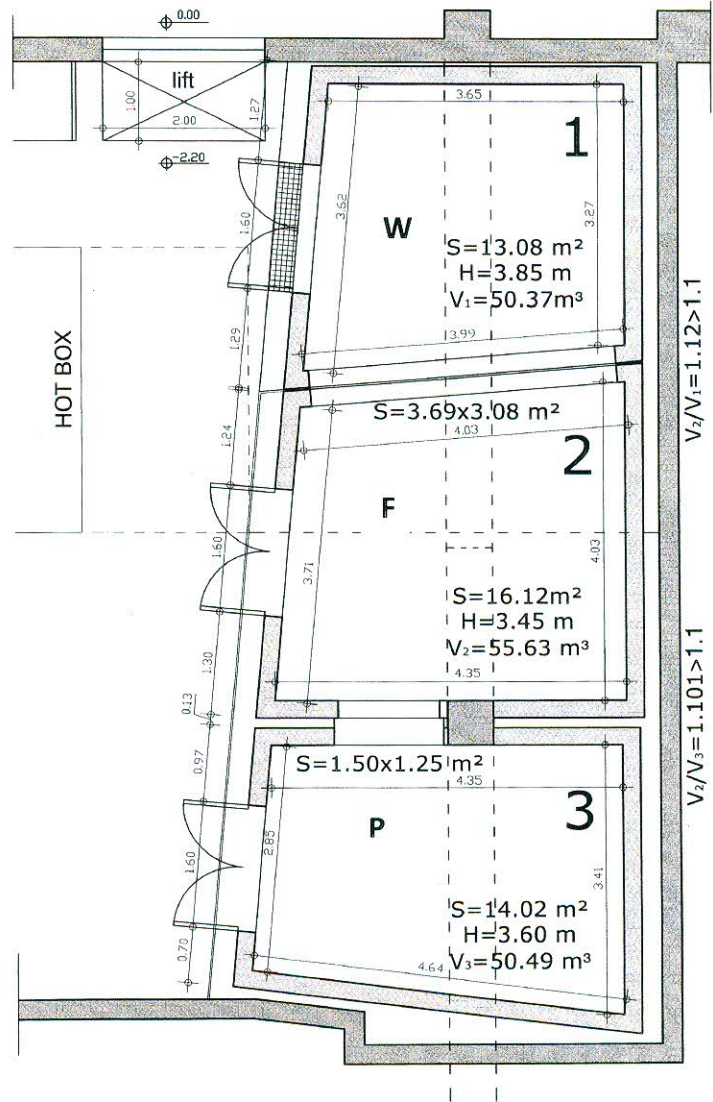 0.00
lift
1.00
2.00
1.27
-2.20
3.65
1
3.62
3.27
W
S=13.08 m²
H=3.85 m
V₁=50.37m³
1.60
3.99
1.29
HOT BOX
V₂/V₁=1.12>1.1
S=3.69x3.08 m²
4.03
1.24
2
F
1.60
3.71
4.03
S=16.12m²
H=3.45 m
V₂=55.63 m³
4.35
1.30
0.13
V₂/V₃=1.101>1.1
S=1.50x1.25 m²
4.35
0.97
3
P
2.85
3.41
1.60
S=14.02 m²
H=3.60 m
V₃=50.49 m³
4.64
0.70